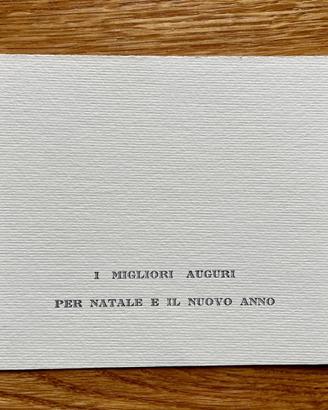 I MIGLIORI AUGURI
PER NATALE E IL NUOVO ANNO